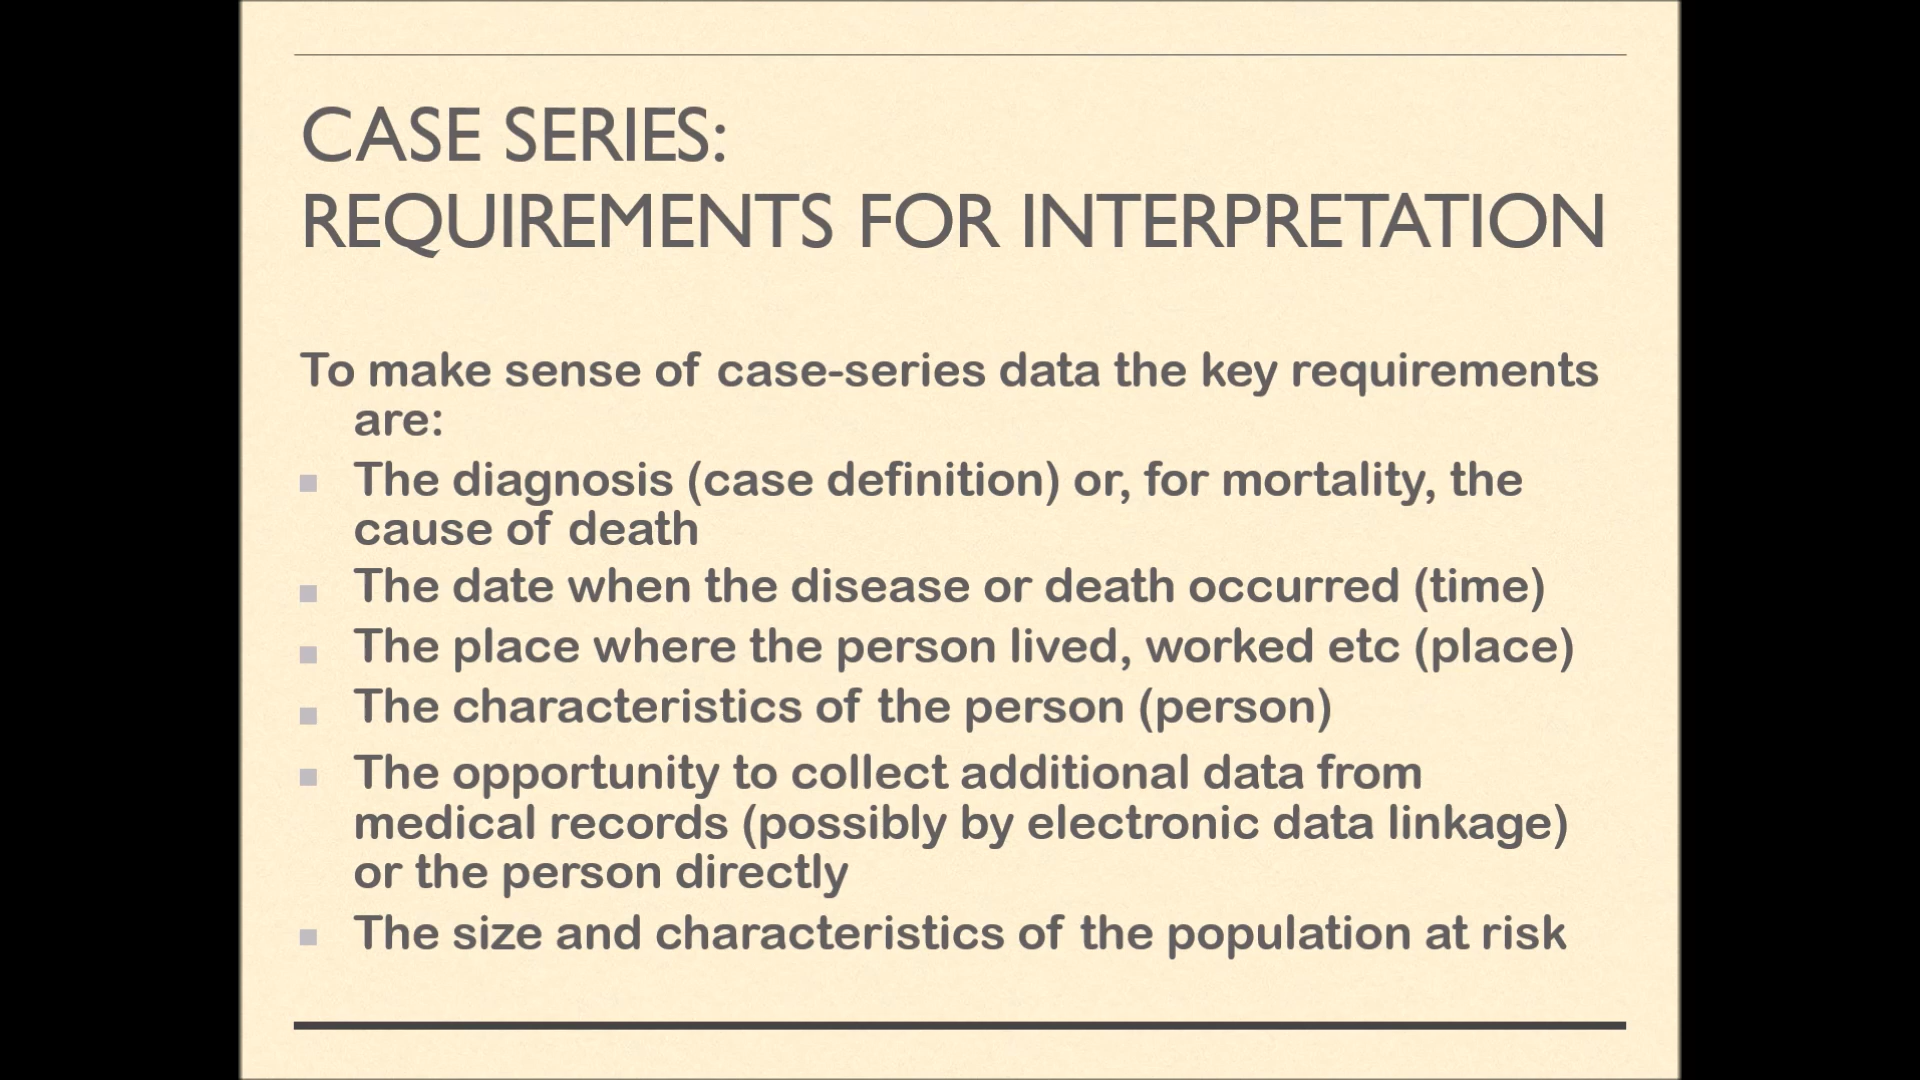 CASE SERIES:
REQUIREMENTS FOR INTERPRETATION
To make sense of case-series data the key requirements
are:
The diagnosis (case definition) or, for mortality, the
cause of death
The date when the disease or death occurred (time)
The place where the person lived, worked etc (place)
The characteristics of the person (person)
The opportunity to collect additional data from
medical records (possibly by electronic data linkage)
or the person directly
The size and characteristics of the population at risk